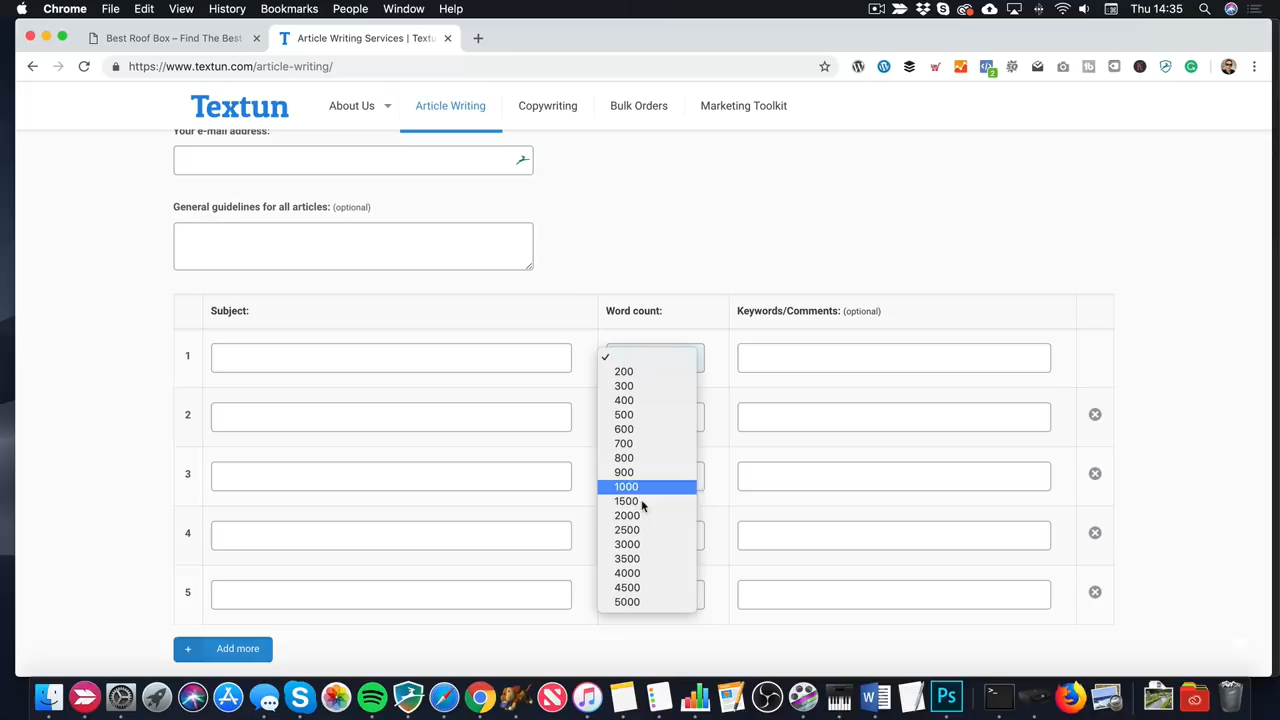 Chrome File Edit View History Bookmarks People Window Help Thu 14:35
Best Roof Box – Find The Best Article Writing Services | Textu
https://www.textun.com/article-writing/
Textun About Us Article Writing Copywriting Bulk Orders Marketing Toolkit
Your e-mail address:
General guidelines for all articles: (optional)
Subject: Word count: Keywords/Comments: (optional)
1
200
300
400
2
500
600
700
800
3
900
1000
1500
2000
4
2500
3000
3500
4000
5
4500
5000
+ Add more